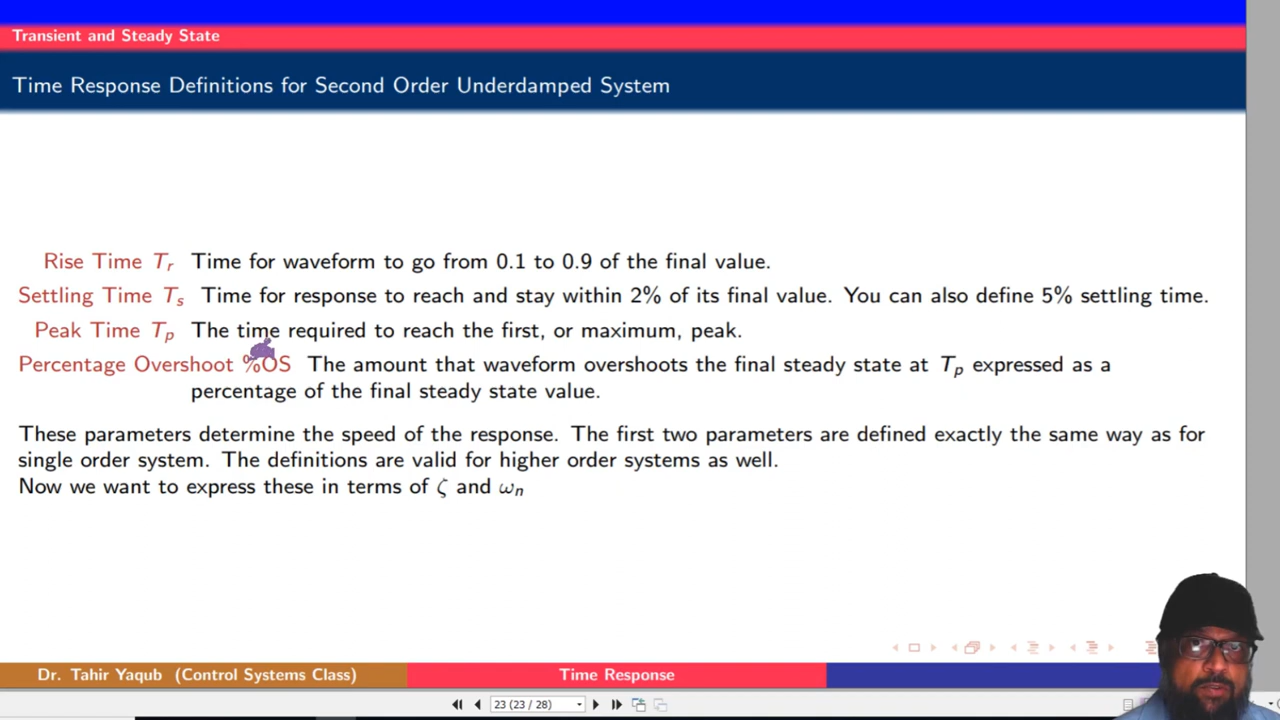 Transient and Steady State
Time Response Definitions for Second Order Underdamped System
Rise Time Tr Time for waveform to go from 0.1 to 0.9 of the final value.
Settling Time Ts Time for response to reach and stay within 2% of its final value. You can also define 5% settling time.
Peak Time Tp The time required to reach the first, or maximum, peak.
Percentage Overshoot %OS The amount that waveform overshoots the final steady state at Tp expressed as a
percentage of the final steady state value.
These parameters determine the speed of the response. The first two parameters are defined exactly the same way as for
single order system. The definitions are valid for higher order systems as well.
Now we want to express these in terms of ζ and ωn
Dr. Tahir Yaqub (Control Systems Class) Time Response
23 (23 / 28)